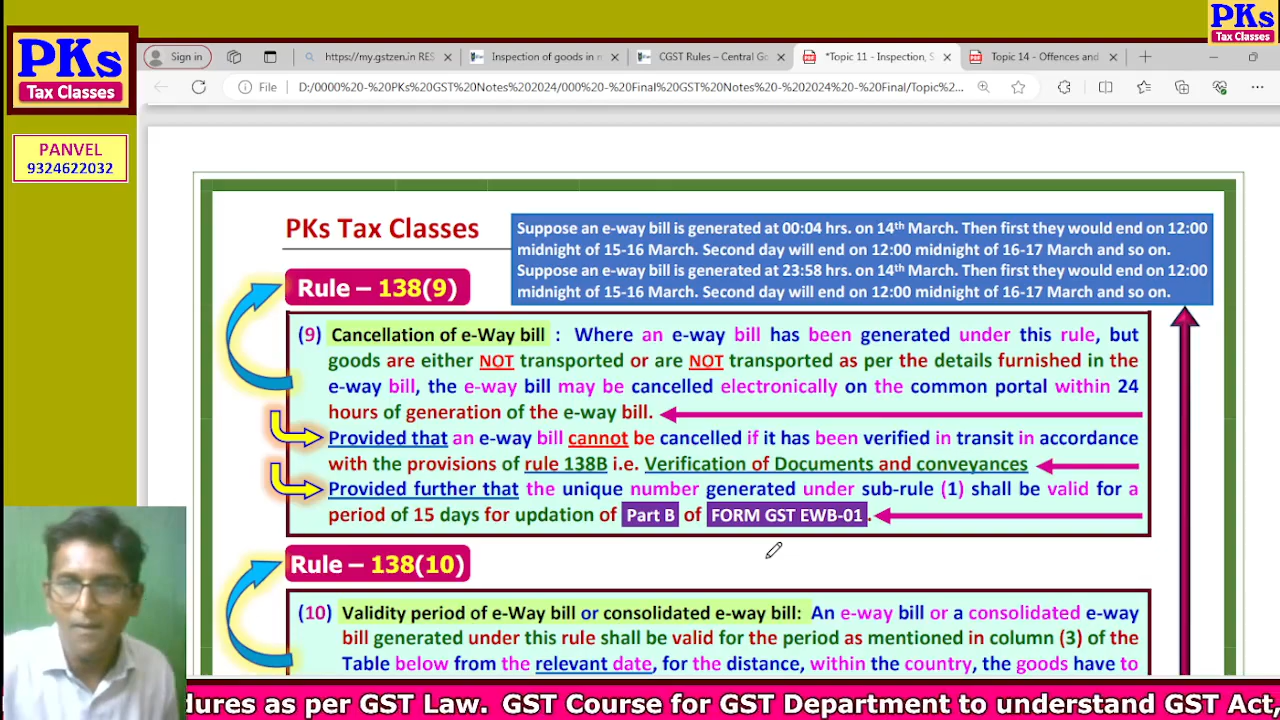 PKs
Tax Classes
PKs
Tax Classes
Sign in
https://my.gstzen.in RES
Inspection of goods in m
CGST Rules – Central Go
*Topic 11 - Inspection, S
Topic 14 - Offences and
File
D:/0000%20-%20PKs%20GST%20Notes%202024/000%20-%20Final%20GST%20Notes%20-%202024%20-%20Final/Topic%2...
PANVEL
9324622032
PKs Tax Classes
Suppose an e-way bill is generated at 00:04 hrs. on 14th March. Then first they would end on 12:00
midnight of 15-16 March. Second day will end on 12:00 midnight of 16-17 March and so on.
Suppose an e-way bill is generated at 23:58 hrs. on 14th March. Then first they would end on 12:00
midnight of 15-16 March. Second day will end on 12:00 midnight of 16-17 March and so on.
Rule – 138(9)
(9) Cancellation of e-Way bill : Where an e-way bill has been generated under this rule, but
goods are either NOT transported or are NOT transported as per the details furnished in the
e-way bill, the e-way bill may be cancelled electronically on the common portal within 24
hours of generation of the e-way bill.
Provided that an e-way bill cannot be cancelled if it has been verified in transit in accordance
with the provisions of rule 138B i.e. Verification of Documents and conveyances
Provided further that the unique number generated under sub-rule (1) shall be valid for a
period of 15 days for updation of Part B of FORM GST EWB-01.
Rule – 138(10)
(10) Validity period of e-Way bill or consolidated e-way bill: An e-way bill or a consolidated e-way
bill generated under this rule shall be valid for the period as mentioned in column (3) of the
Table below from the relevant date, for the distance, within the country, the goods have to
dures as per GST Law. GST Course for GST Department to understand GST Act,